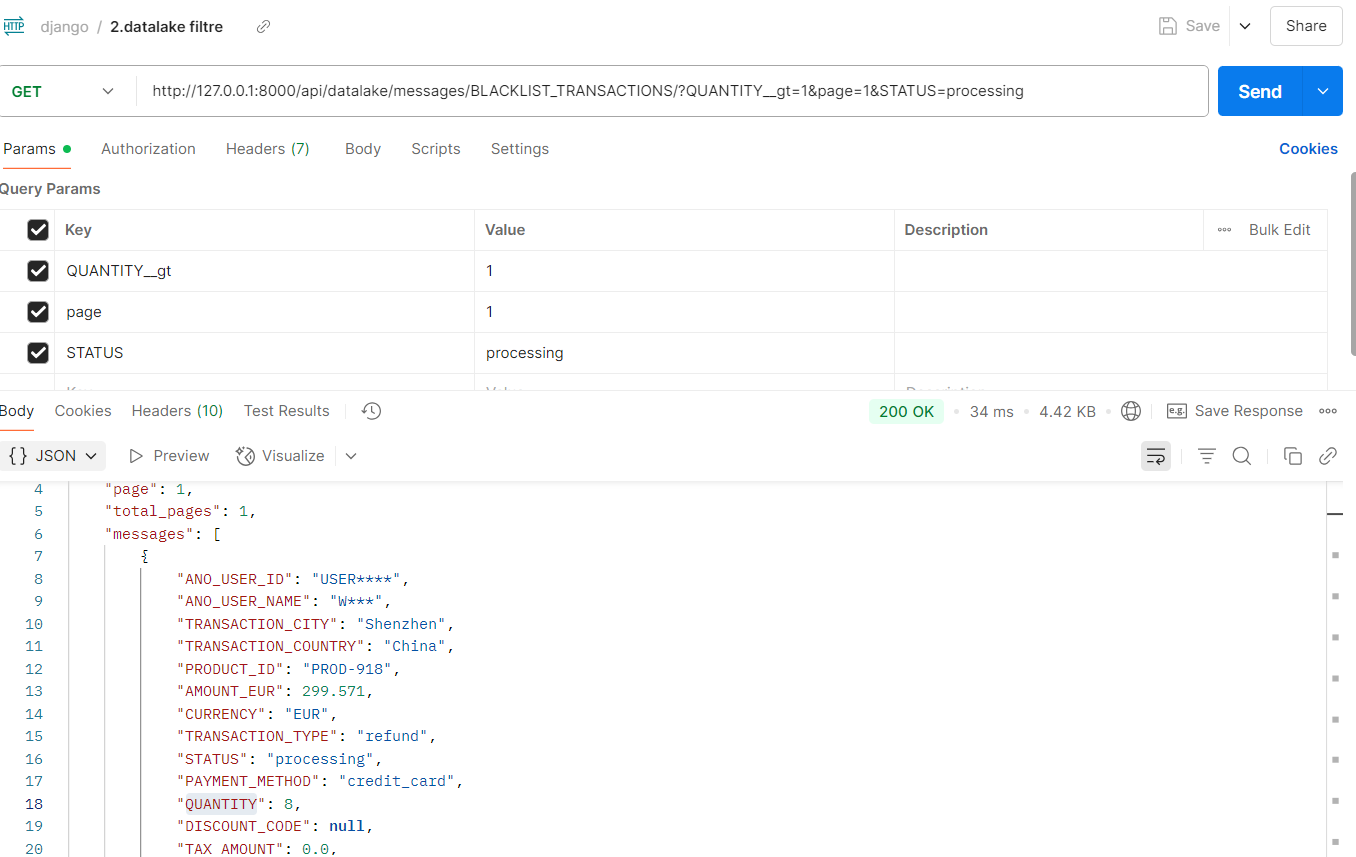 HTTP django / 2.datalake filtre Save Share
GET http://127.0.0.1:8000/api/datalake/messages/BLACKLIST_TRANSACTIONS/?QUANTITY__gt=1&page=1&STATUS=processing Send
Params Authorization Headers (7) Body Scripts Settings Cookies
Query Params
Key Value Description Bulk Edit
QUANTITY__gt 1
page 1
STATUS processing
Key Value Description
Body Cookies Headers (10) Test Results 200 OK 34 ms 4.42 KB e.g. Save Response
{} JSON Preview Visualize
4 "page": 1,
5 "total_pages": 1,
6 "messages": [
7 {
8 "ANO_USER_ID": "USER****",
9 "ANO_USER_NAME": "W***",
10 "TRANSACTION_CITY": "Shenzhen",
11 "TRANSACTION_COUNTRY": "China",
12 "PRODUCT_ID": "PROD-918",
13 "AMOUNT_EUR": 299.571,
14 "CURRENCY": "EUR",
15 "TRANSACTION_TYPE": "refund",
16 "STATUS": "processing",
17 "PAYMENT_METHOD": "credit_card",
18 "QUANTITY": 8,
19 "DISCOUNT_CODE": null,
20 "TAX_AMOUNT": 0.0,